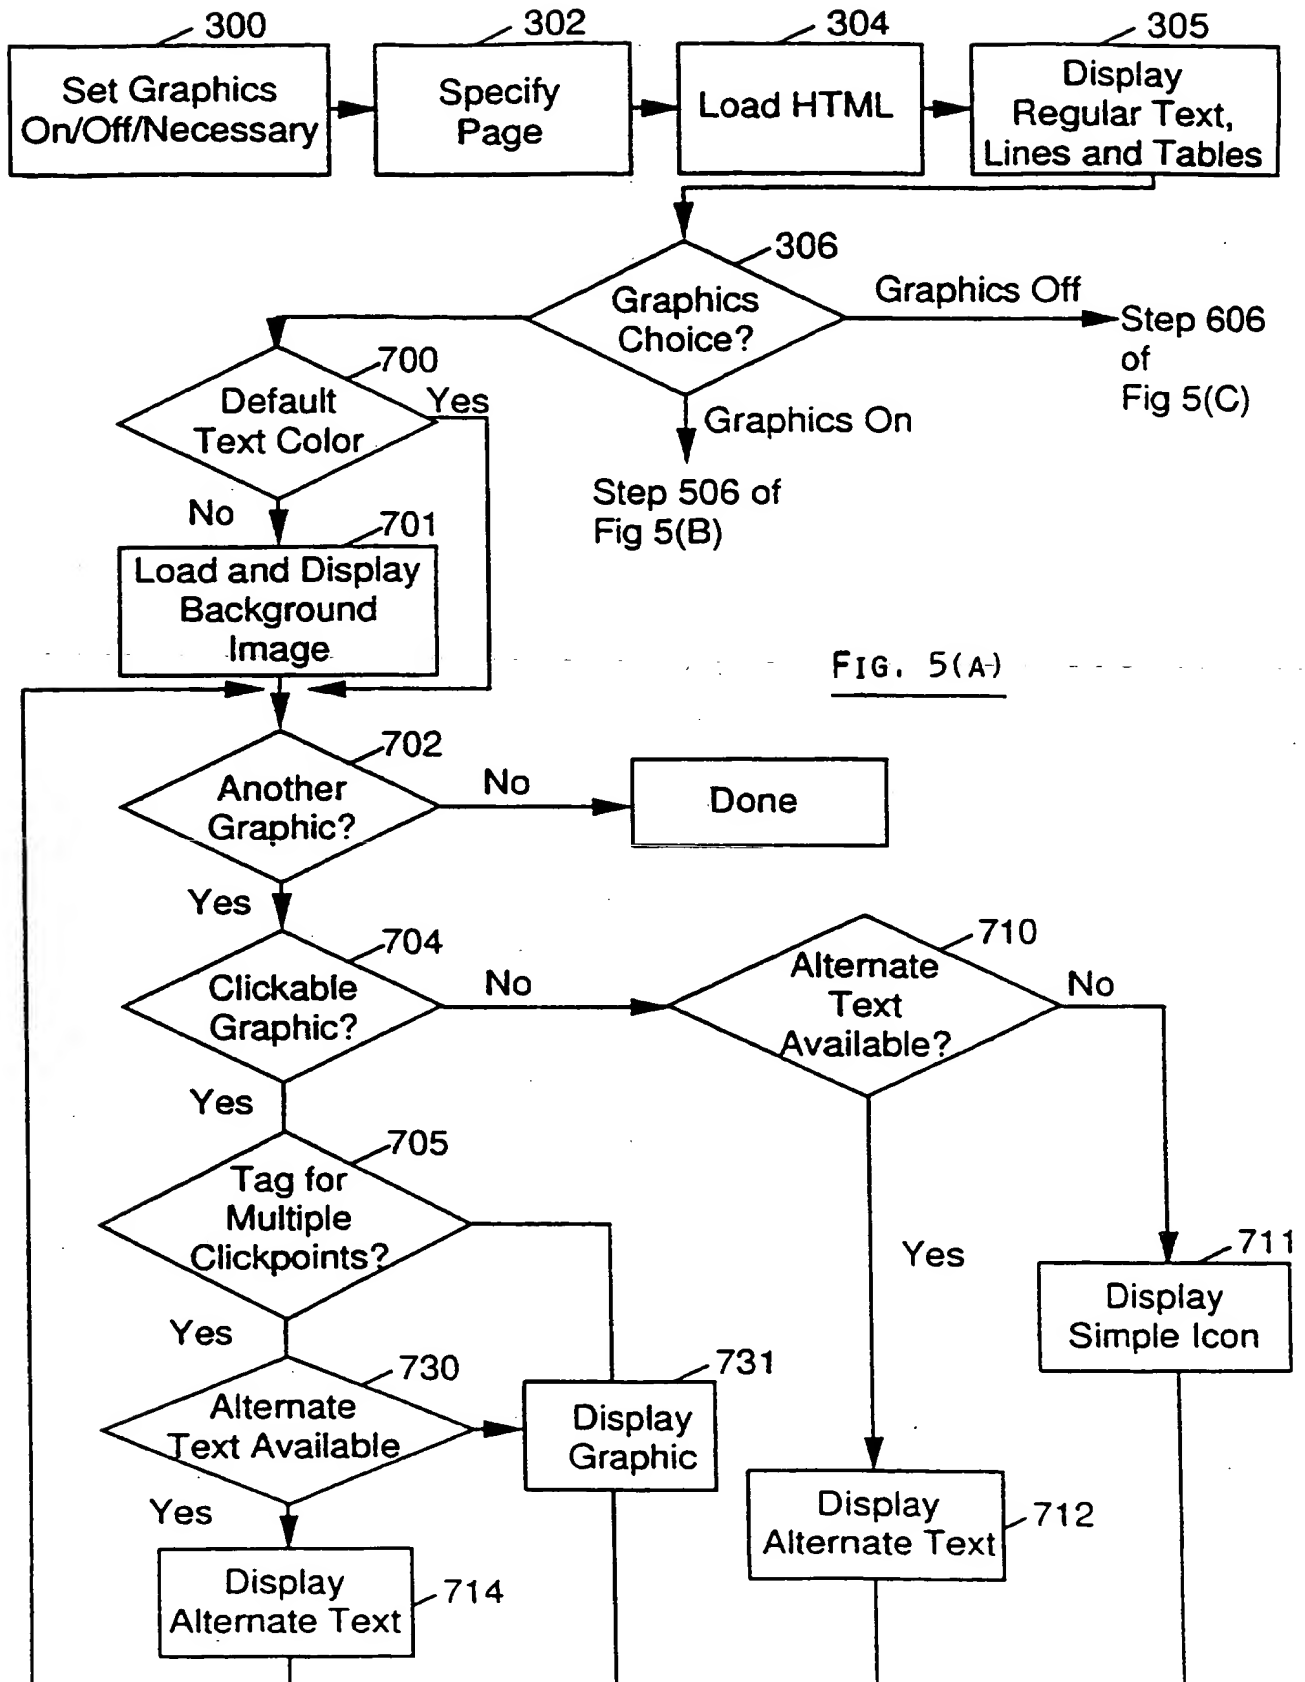 300
302
304
305
Set Graphics
On/Off/Necessary
Specify
Page
Load HTML
Display
Regular Text,
Lines and Tables
306
Graphics
Choice?
Graphics Off
Step 606
of
Fig 5(C)
Graphics On
Step 506 of
Fig 5(B)
700
Default
Text Color
Yes
No
701
Load and Display
Background
Image
FIG. 5(A)
702
Another
Graphic?
No
Done
Yes
704
Clickable
Graphic?
No
710
Alternate
Text
Available?
No
Yes
705
Tag for
Multiple
Clickpoints?
Yes
711
Display
Simple Icon
Yes
730
Alternate
Text Available
731
Display
Graphic
Yes
712
Display
Alternate Text
714
Display
Alternate Text